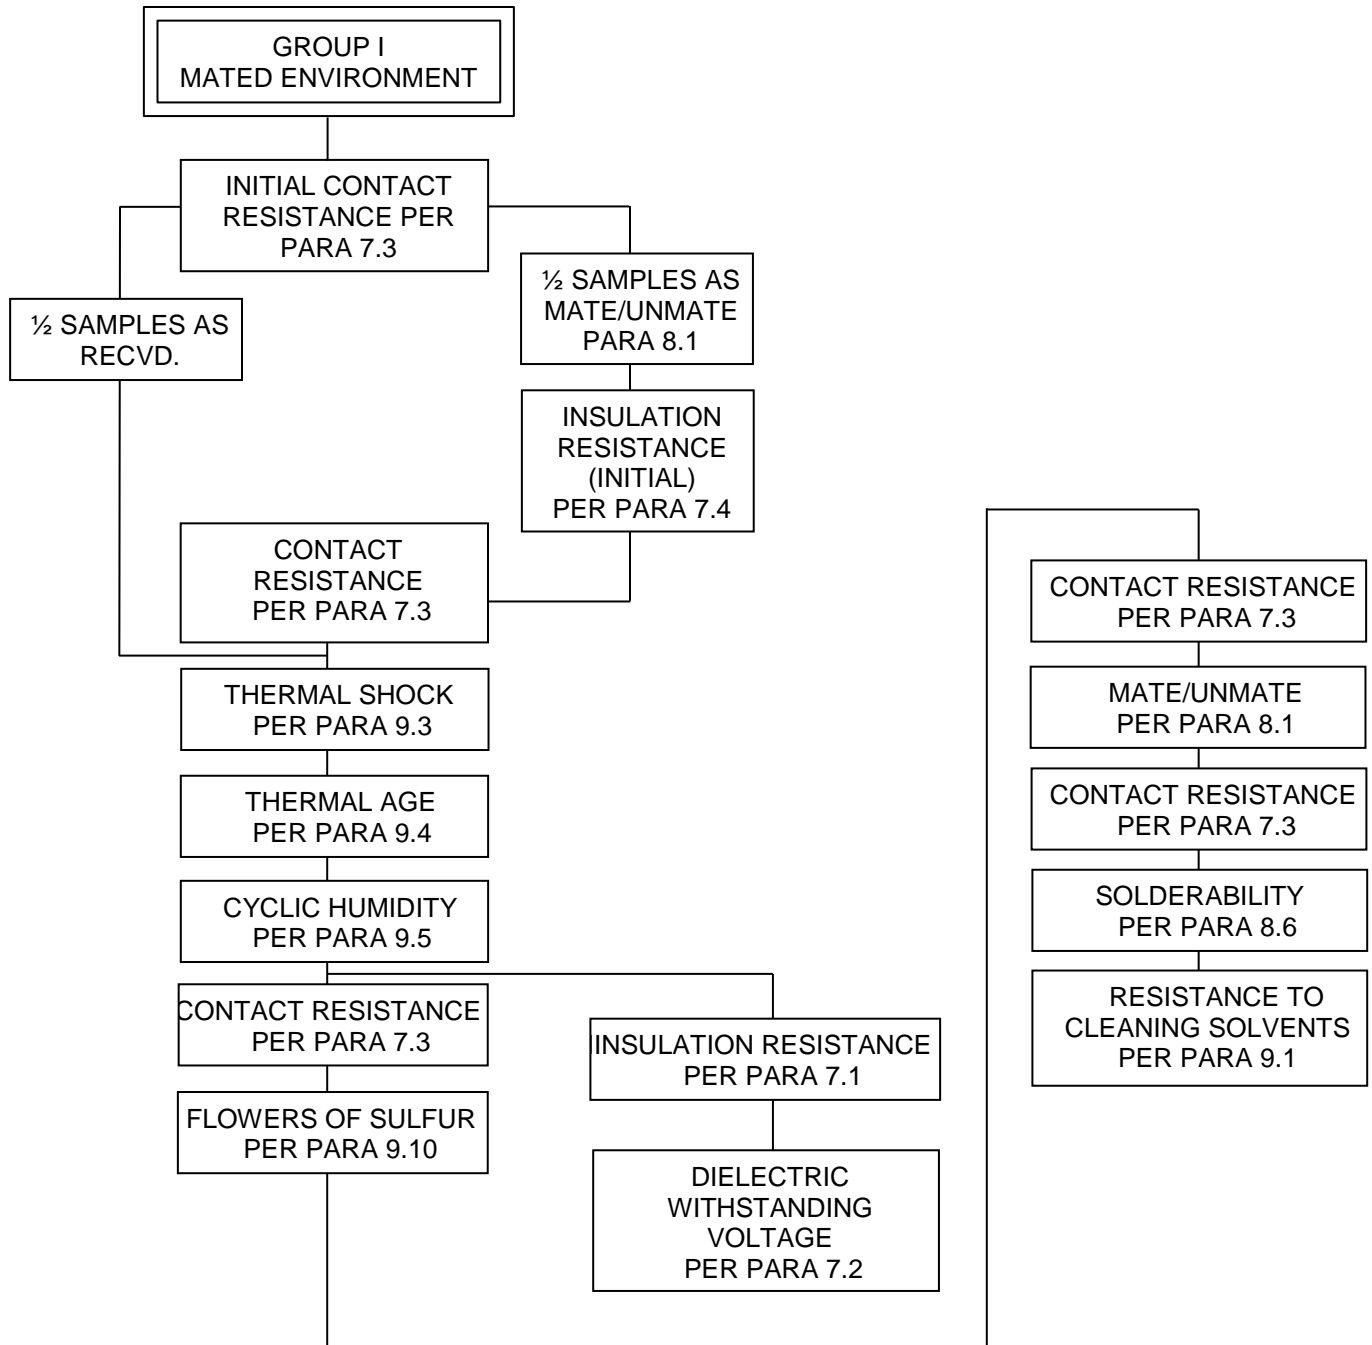 GROUP I
MATED ENVIRONMENT
INITIAL CONTACT
RESISTANCE PER
PARA 7.3
½ SAMPLES AS
RECVD.
½ SAMPLES AS
MATE/UNMATE
PARA 8.1
INSULATION
RESISTANCE
(INITIAL)
PER PARA 7.4
CONTACT
RESISTANCE
PER PARA 7.3
THERMAL SHOCK
PER PARA 9.3
THERMAL AGE
PER PARA 9.4
CYCLIC HUMIDITY
PER PARA 9.5
CONTACT RESISTANCE
PER PARA 7.3
FLOWERS OF SULFUR
PER PARA 9.10
INSULATION RESISTANCE
PER PARA 7.1
DIELECTRIC
WITHSTANDING
VOLTAGE
PER PARA 7.2
CONTACT RESISTANCE
PER PARA 7.3
MATE/UNMATE
PER PARA 8.1
CONTACT RESISTANCE
PER PARA 7.3
SOLDERABILITY
PER PARA 8.6
RESISTANCE TO
CLEANING SOLVENTS
PER PARA 9.1